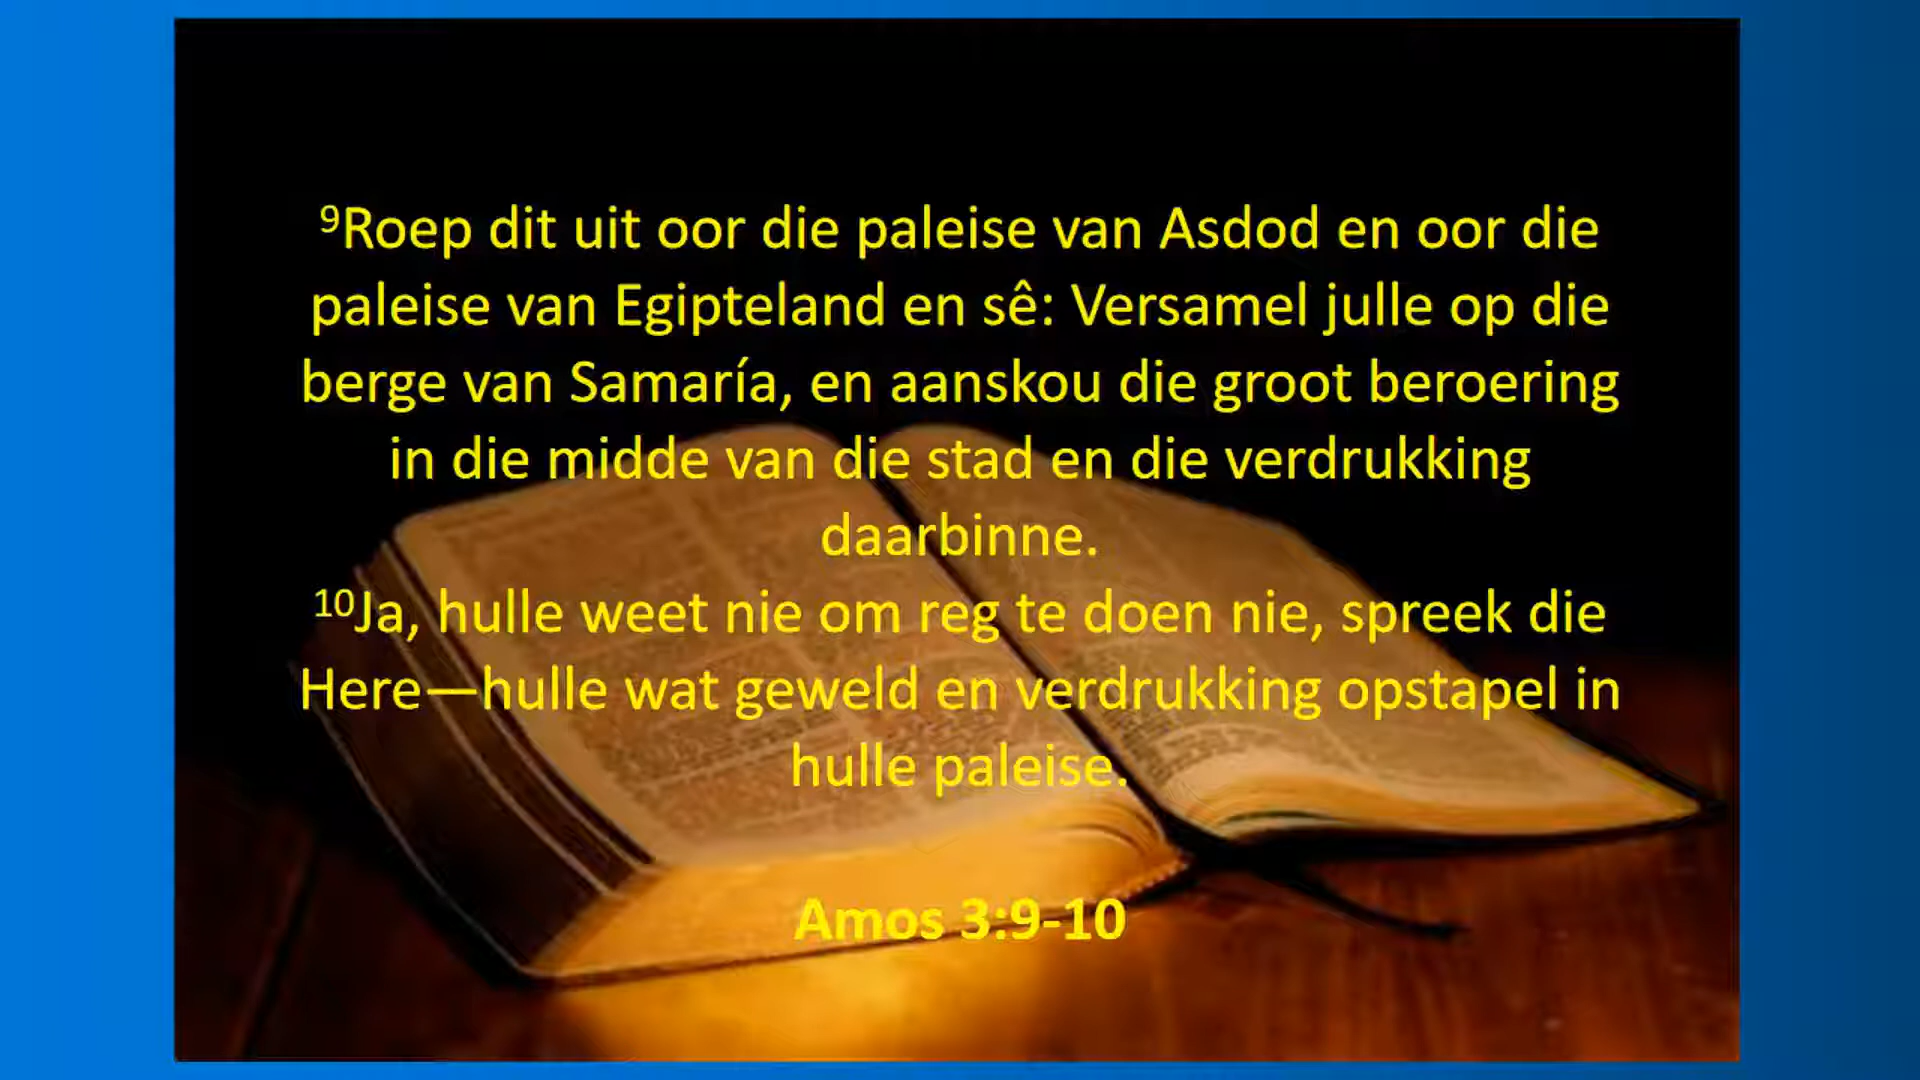 ⁹Roep dit uit oor die paleise van Asdod en oor die
paleise van Egipteland en sê: Versamel julle op die
berge van Samaría, en aanskou die groot beroering
in die midde van die stad en die verdrukking
daarbinne.
¹⁰Ja, hulle weet nie om reg te doen nie, spreek die
Here—hulle wat geweld en verdrukking opstapel in
hulle paleise.
Amos 3:9-10